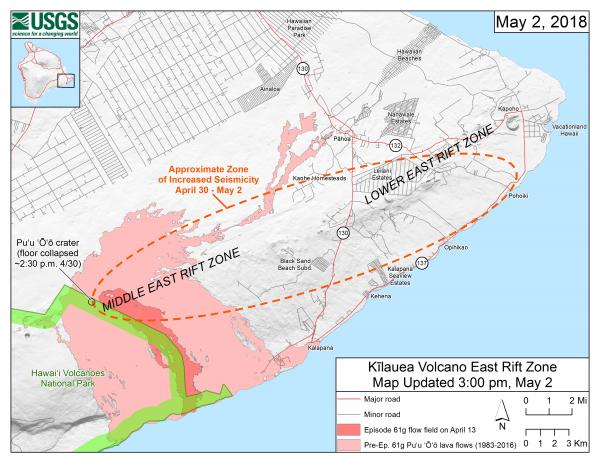 USGS
science for a changing world
May 2, 2018
Hawaiian
Paradise
Park
130
Hawaiian
Beaches
Ainaloa
Nanawale
Estates
Kapoho
Vacationland
Hawaii
Pāhoa
132
Approximate Zone
of Increased Seismicity
April 30 - May 2
Kaohe Homesteads
Leilani
Estates
LOWER EAST RIFT ZONE
Pohoiki
Pu'u ʻŌʻō crater
(floor collapsed
~2:30 p.m. 4/30)
MIDDLE EAST RIFT ZONE
130
Opihikao
Black Sand
Beach Subd.
Kalapana
Seaview
Estates
137
Kehena
Kalapana
Hawaiʻi Volcanoes
National Park
Kīlauea Volcano East Rift Zone
Map Updated 3:00 pm, May 2
Major road
Minor road
Episode 61g flow field on April 13
Pre-Ep. 61g Puʻu ʻŌʻō lava flows (1983-2016)
N
0 1 2 Mi
0 1 2 3 Km